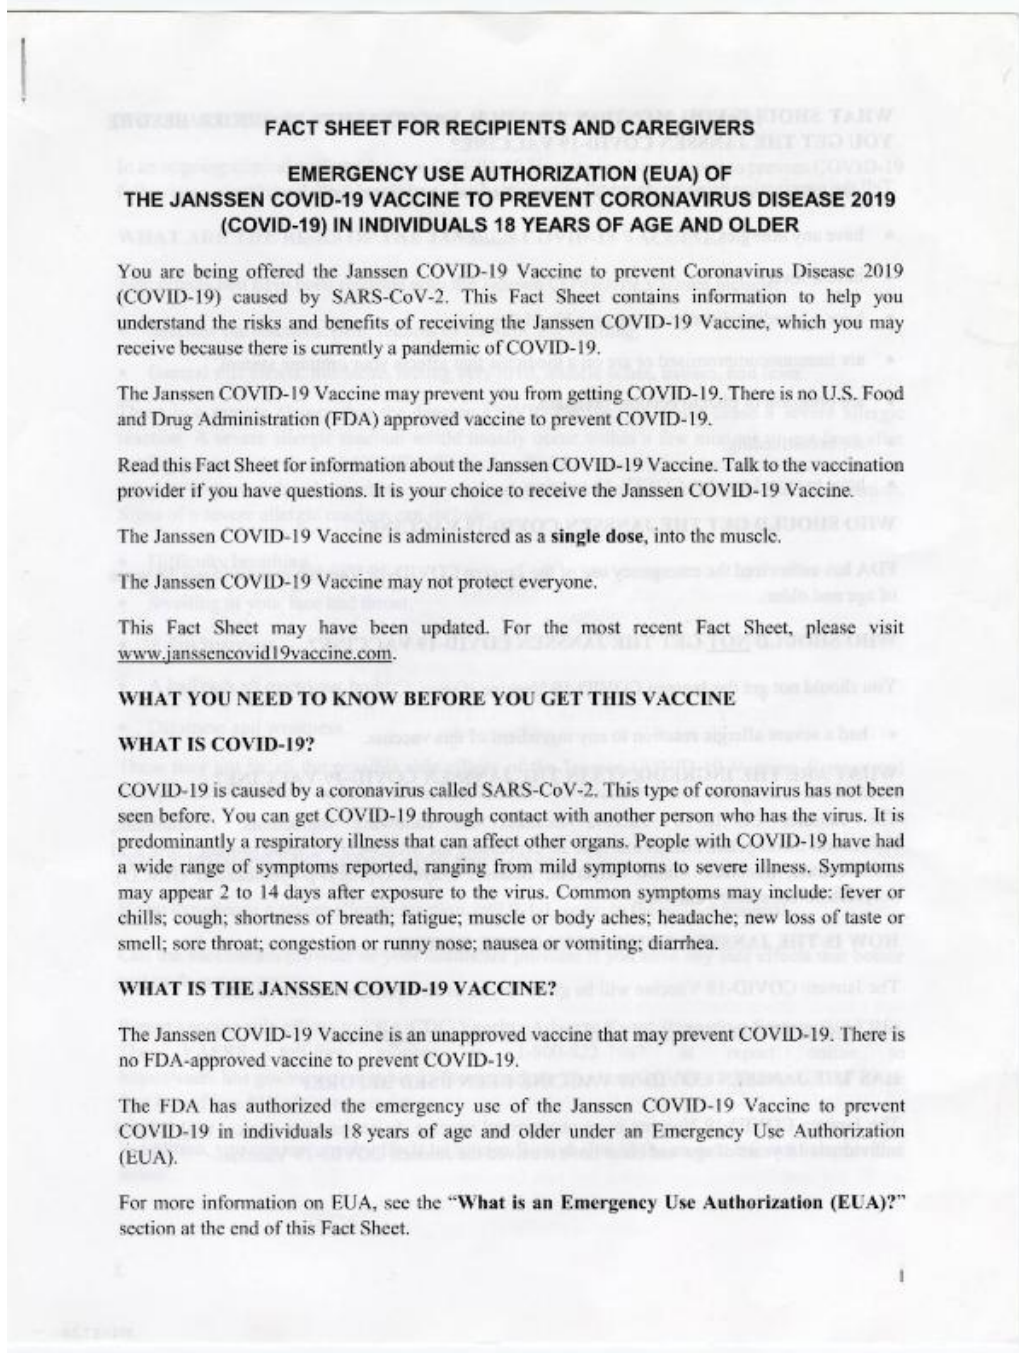 FACT SHEET FOR RECIPIENTS AND CAREGIVERS
EMERGENCY USE AUTHORIZATION (EUA) OF
THE JANSSEN COVID-19 VACCINE TO PREVENT CORONAVIRUS DISEASE 2019
(COVID-19) IN INDIVIDUALS 18 YEARS OF AGE AND OLDER
You are being offered the Janssen COVID-19 Vaccine to prevent Coronavirus Disease 2019
(COVID-19) caused by SARS-CoV-2. This Fact Sheet contains information to help you
understand the risks and benefits of receiving the Janssen COVID-19 Vaccine, which you may
receive because there is currently a pandemic of COVID-19.
The Janssen COVID-19 Vaccine may prevent you from getting COVID-19. There is no U.S. Food
and Drug Administration (FDA) approved vaccine to prevent COVID-19.
Read this Fact Sheet for information about the Janssen COVID-19 Vaccine. Talk to the vaccination
provider if you have questions. It is your choice to receive the Janssen COVID-19 Vaccine.
The Janssen COVID-19 Vaccine is administered as a single dose, into the muscle.
The Janssen COVID-19 Vaccine may not protect everyone.
This Fact Sheet may have been updated. For the most recent Fact Sheet, please visit
www.janssencovid19vaccine.com.
WHAT YOU NEED TO KNOW BEFORE YOU GET THIS VACCINE
WHAT IS COVID-19?
COVID-19 is caused by a coronavirus called SARS-CoV-2. This type of coronavirus has not been
seen before. You can get COVID-19 through contact with another person who has the virus. It is
predominantly a respiratory illness that can affect other organs. People with COVID-19 have had
a wide range of symptoms reported, ranging from mild symptoms to severe illness. Symptoms
may appear 2 to 14 days after exposure to the virus. Common symptoms may include: fever or
chills; cough; shortness of breath; fatigue; muscle or body aches; headache; new loss of taste or
smell; sore throat; congestion or runny nose; nausea or vomiting; diarrhea.
WHAT IS THE JANSSEN COVID-19 VACCINE?
The Janssen COVID-19 Vaccine is an unapproved vaccine that may prevent COVID-19. There is
no FDA-approved vaccine to prevent COVID-19.
The FDA has authorized the emergency use of the Janssen COVID-19 Vaccine to prevent
COVID-19 in individuals 18 years of age and older under an Emergency Use Authorization
(EUA).
For more information on EUA, see the “What is an Emergency Use Authorization (EUA)?”
section at the end of this Fact Sheet.
1